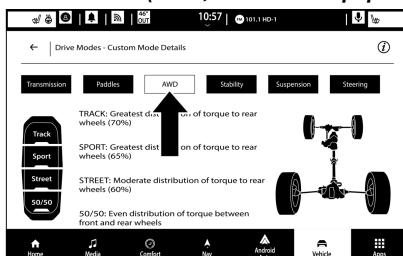 46°
OUT
10:57
FM 101.1 HD-1
Drive Modes - Custom Mode Details
Transmission
Paddles
AWD
Stability
Suspension
Steering
TRACK: Greatest dist on of torque to rear
wheels (70%)
SPORT: Greatest dist on of torque to rear
wheels (65%)
STREET: Moderate distribution of torque to rear
wheels (60%)
50/50: Even distribution of torque between
front and rear wheels
Track
Sport
Street
50/50
Home
Media
Comfort
Nav
Android
Vehicle
Apps